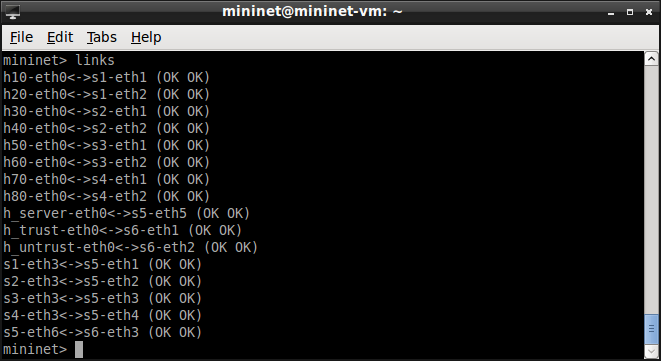 mininet@mininet-vm: ~
File Edit Tabs Help
mininet> links
h10-eth0<->s1-eth1 (OK OK)
h20-eth0<->s1-eth2 (OK OK)
h30-eth0<->s2-eth1 (OK OK)
h40-eth0<->s2-eth2 (OK OK)
h50-eth0<->s3-eth1 (OK OK)
h60-eth0<->s3-eth2 (OK OK)
h70-eth0<->s4-eth1 (OK OK)
h80-eth0<->s4-eth2 (OK OK)
h_server-eth0<->s5-eth5 (OK OK)
h_trust-eth0<->s6-eth1 (OK OK)
h_untrust-eth0<->s6-eth2 (OK OK)
s1-eth3<->s5-eth1 (OK OK)
s2-eth3<->s5-eth2 (OK OK)
s3-eth3<->s5-eth3 (OK OK)
s4-eth3<->s5-eth4 (OK OK)
s5-eth6<->s6-eth3 (OK OK)
mininet>